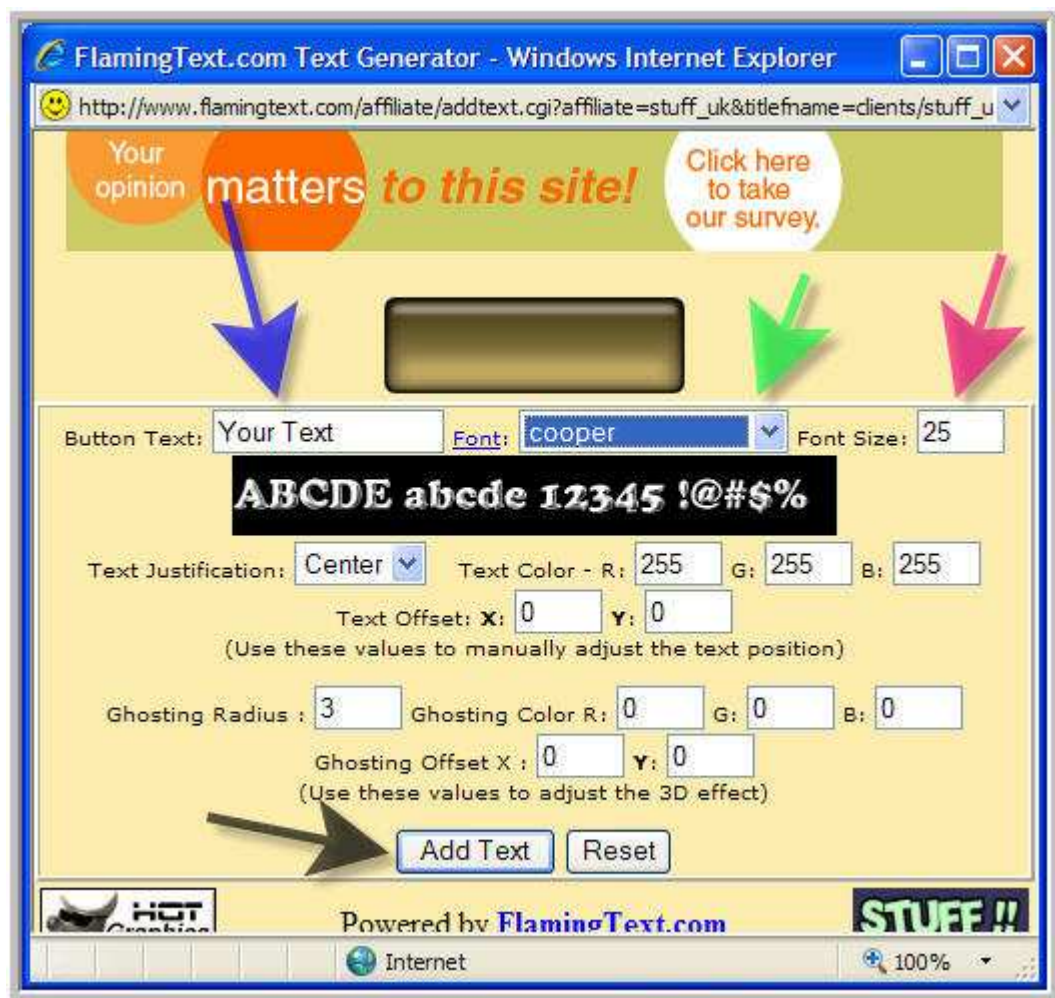 FlamingText.com Text Generator - Windows Internet Explorer
http://www.flamingtext.com/affiliate/addtext.cgi?affiliate=stuff_uk&titlefname=clients/stuff_u
Your
opinion matters to this site!
Click here
to take
our survey.
Button Text: Your Text Font: cooper Font Size: 25
ABCDE abcde 12345 !@#$%
Text Justification: Center Text Color - R: 255 G: 255 B: 255
Text Offset: X: 0 Y: 0
(Use these values to manually adjust the text position)
Ghosting Radius : 3 Ghosting Color R: 0 G: 0 B: 0
Ghosting Offset X : 0 Y: 0
(Use these values to adjust the 3D effect)
Add Text Reset
HOT
Graphics
Powered by FlamingText.com
STUFF !!
Internet 100%